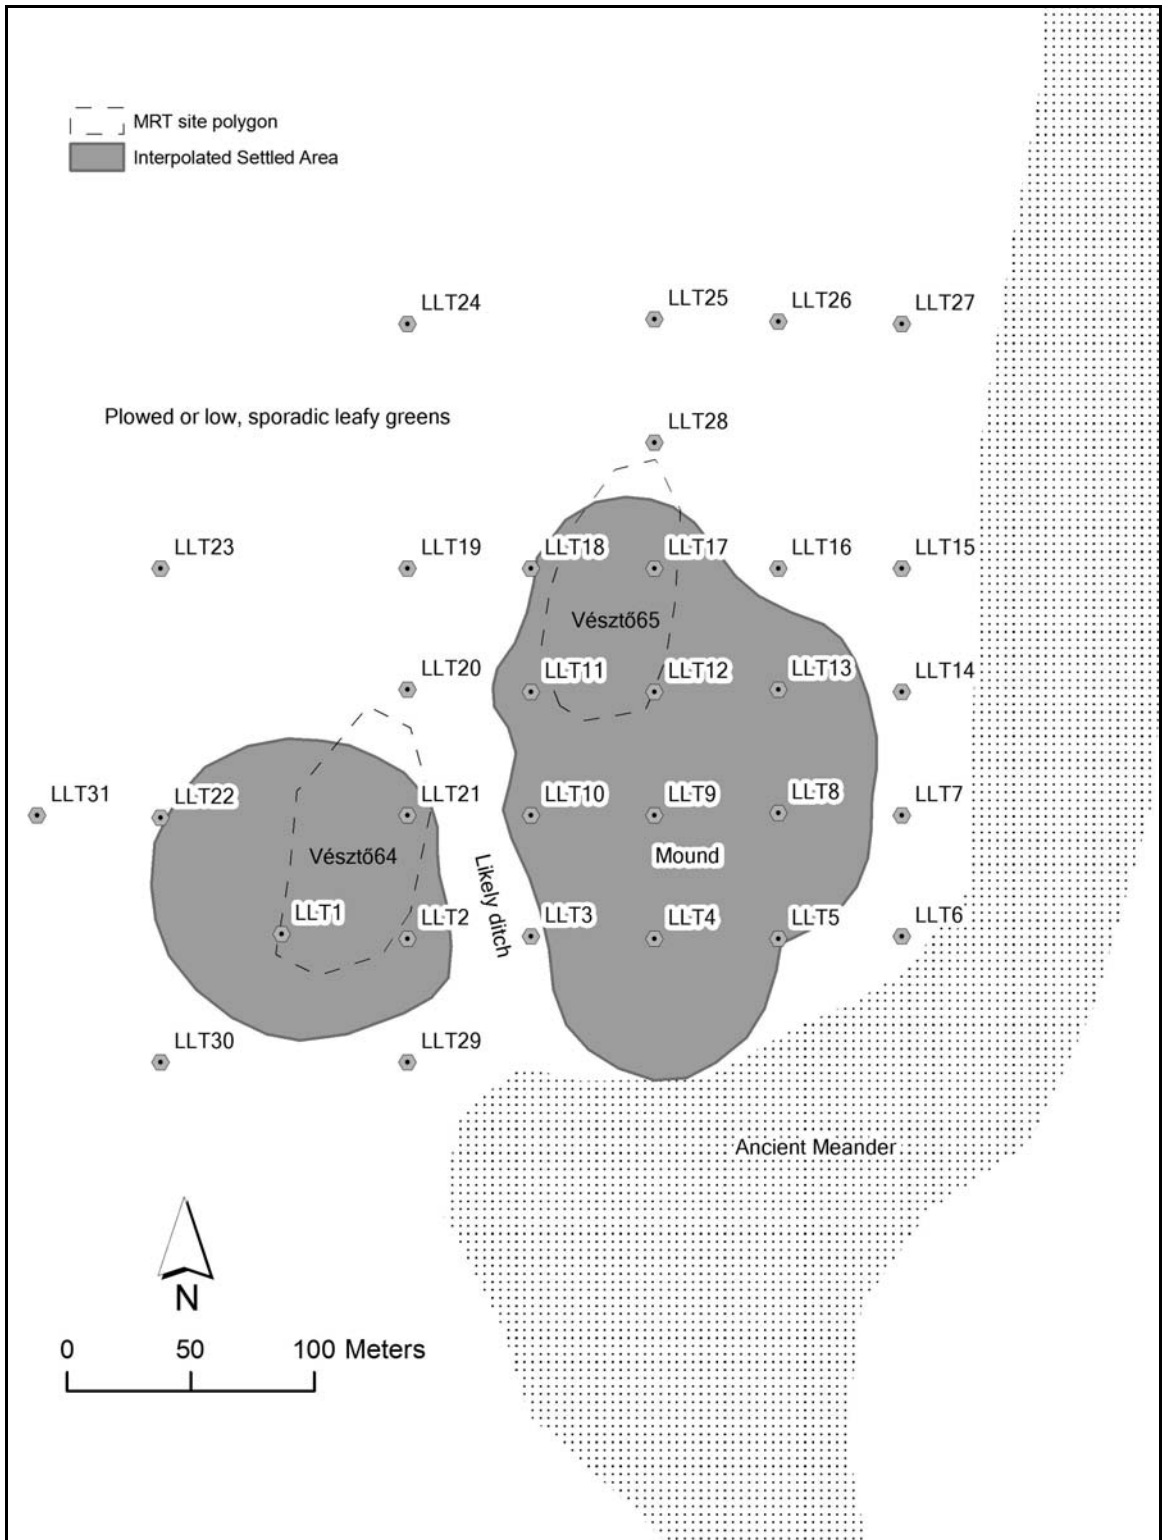 MRT site polygon
Interpolated Settled Area
LLT24
LLT25
LLT26
LLT27
Plowed or low, sporadic leafy greens
LLT28
LLT23
LLT19
LLT18
LLT17
LLT16
LLT15
Vésztő65
LLT20
LLT11
LLT12
LLT13
LLT14
LLT31
LLT22
LLT21
LLT10
LLT9
LLT8
LLT7
Vésztő64
Likely ditch
Mound
LLT1
LLT2
LLT3
LLT4
LLT5
LLT6
LLT30
LLT29
Ancient Meander
N
0 50 100 Meters